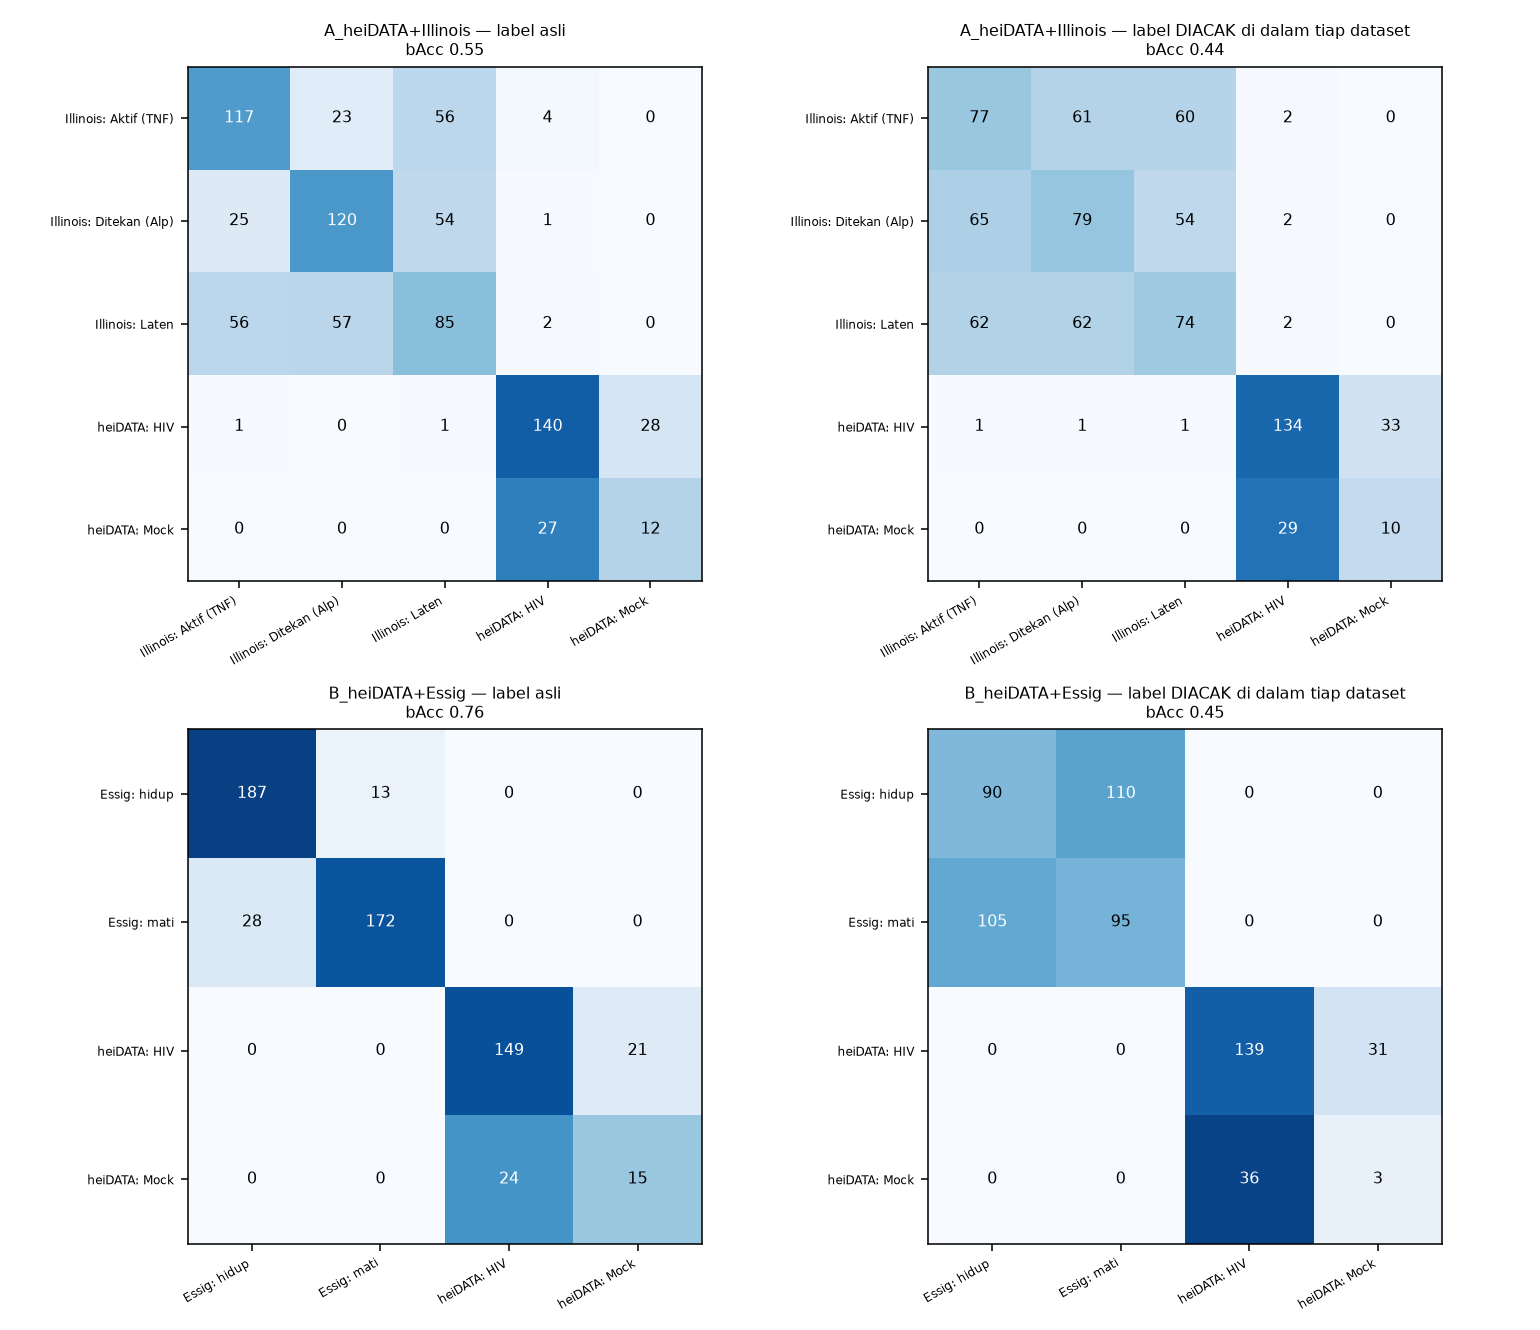 A_heiDATA+Illinois — label asli
bAcc 0.55
Illinois: Aktif (TNF) 117 23 56 4 0
Illinois: Ditekan (Alp) 25 120 54 1 0
Illinois: Laten 56 57 85 2 0
heiDATA: HIV 1 0 1 140 28
heiDATA: Mock 0 0 0 27 12
Illinois: Aktif (TNF) Illinois: Ditekan (Alp) Illinois: Laten heiDATA: HIV heiDATA: Mock
A_heiDATA+Illinois — label DIACAK di dalam tiap dataset
bAcc 0.44
Illinois: Aktif (TNF) 77 61 60 2 0
Illinois: Ditekan (Alp) 65 79 54 2 0
Illinois: Laten 62 62 74 2 0
heiDATA: HIV 1 1 1 134 33
heiDATA: Mock 0 0 0 29 10
Illinois: Aktif (TNF) Illinois: Ditekan (Alp) Illinois: Laten heiDATA: HIV heiDATA: Mock
B_heiDATA+Essig — label asli
bAcc 0.76
Essig: hidup 187 13 0 0
Essig: mati 28 172 0 0
heiDATA: HIV 0 0 149 21
heiDATA: Mock 0 0 24 15
Essig: hidup Essig: mati heiDATA: HIV heiDATA: Mock
B_heiDATA+Essig — label DIACAK di dalam tiap dataset
bAcc 0.45
Essig: hidup 90 110 0 0
Essig: mati 105 95 0 0
heiDATA: HIV 0 0 139 31
heiDATA: Mock 0 0 36 3
Essig: hidup Essig: mati heiDATA: HIV heiDATA: Mock